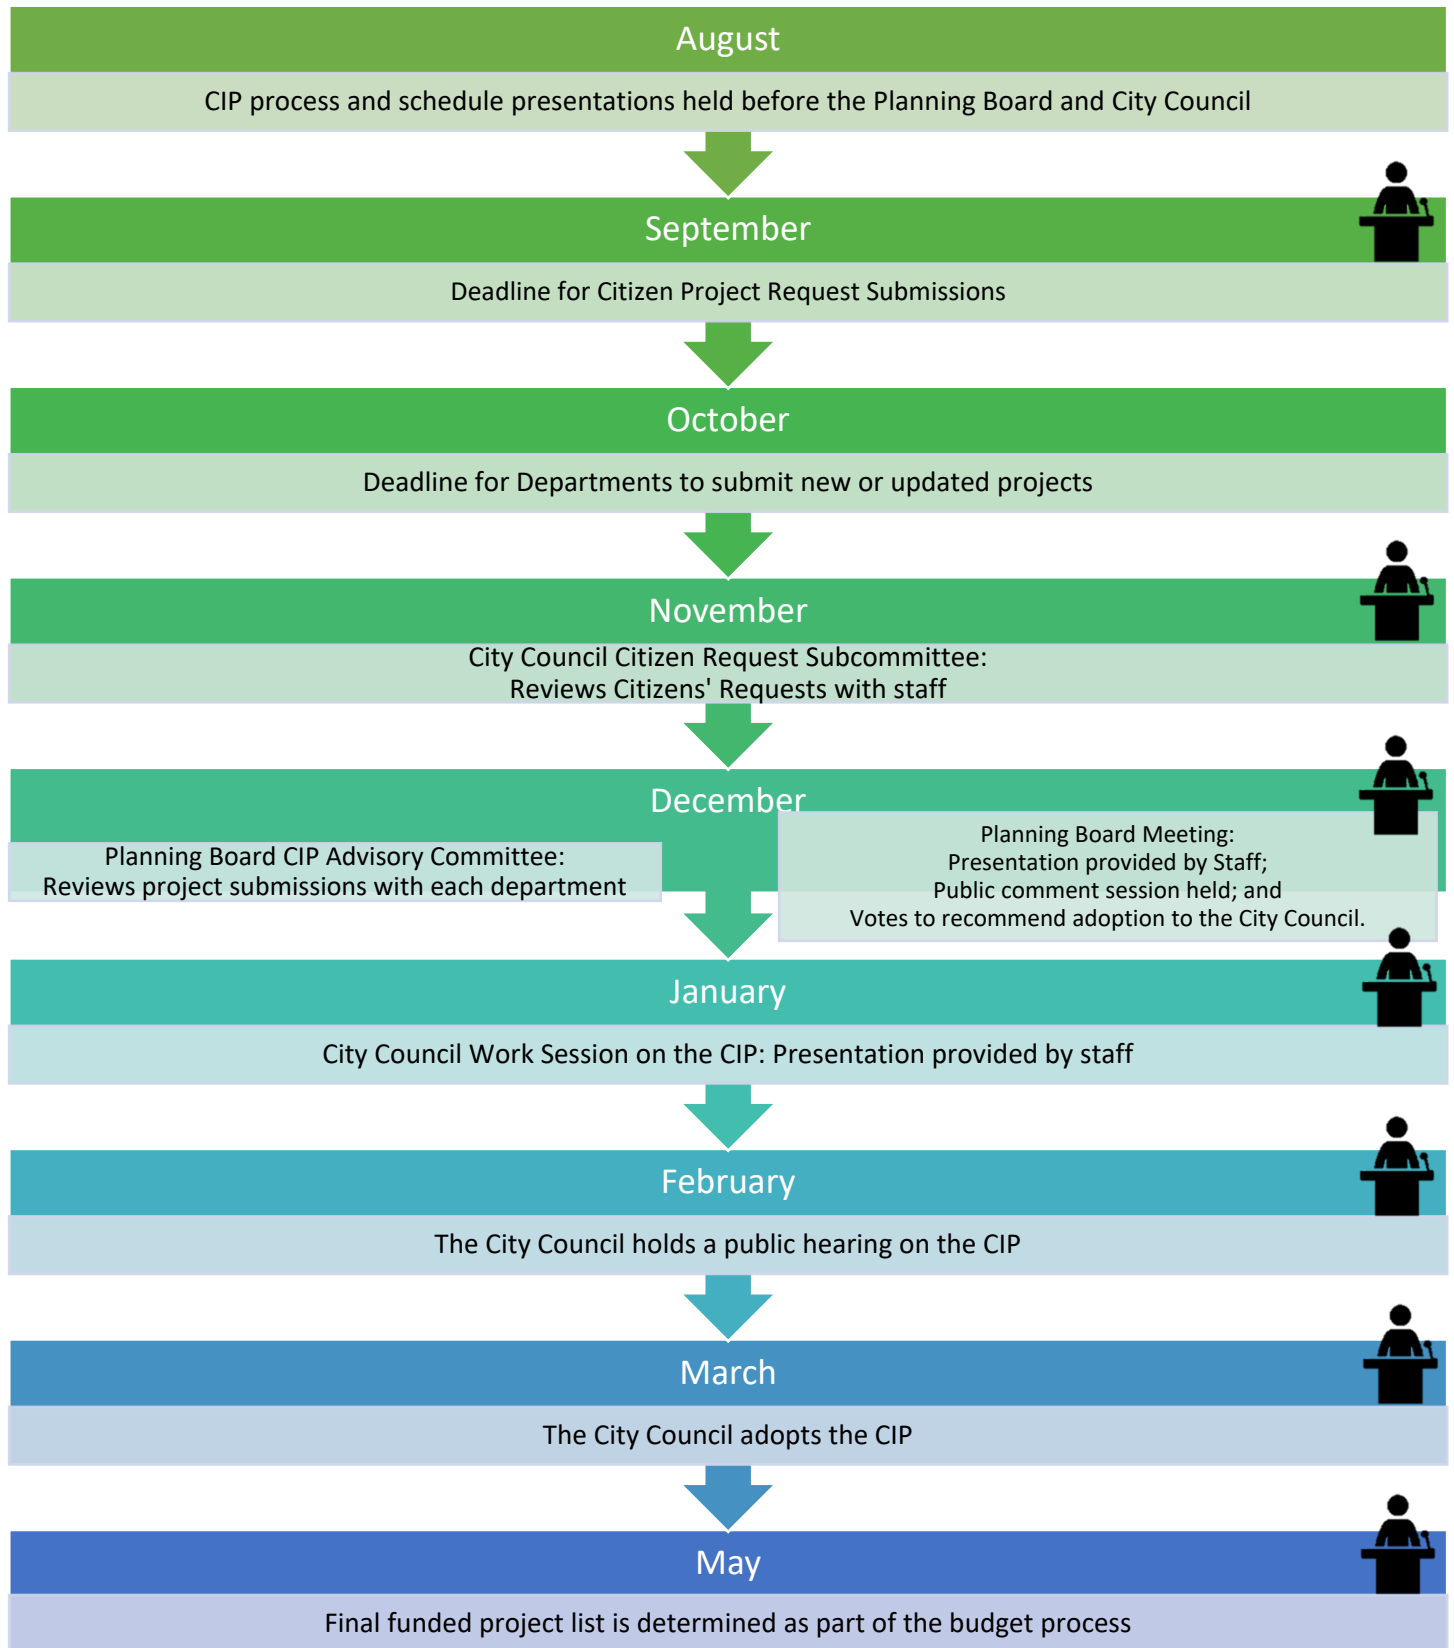 August
CIP process and schedule presentations held before the Planning Board and City Council
September
Deadline for Citizen Project Request Submissions
October
Deadline for Departments to submit new or updated projects
November
City Council Citizen Request Subcommittee:
Reviews Citizens' Requests with staff
December
Planning Board CIP Advisory Committee:
Reviews project submissions with each department
Planning Board Meeting:
Presentation provided by Staff;
Public comment session held; and
Votes to recommend adoption to the City Council.
January
City Council Work Session on the CIP: Presentation provided by staff
February
The City Council holds a public hearing on the CIP
March
The City Council adopts the CIP
May
Final funded project list is determined as part of the budget process